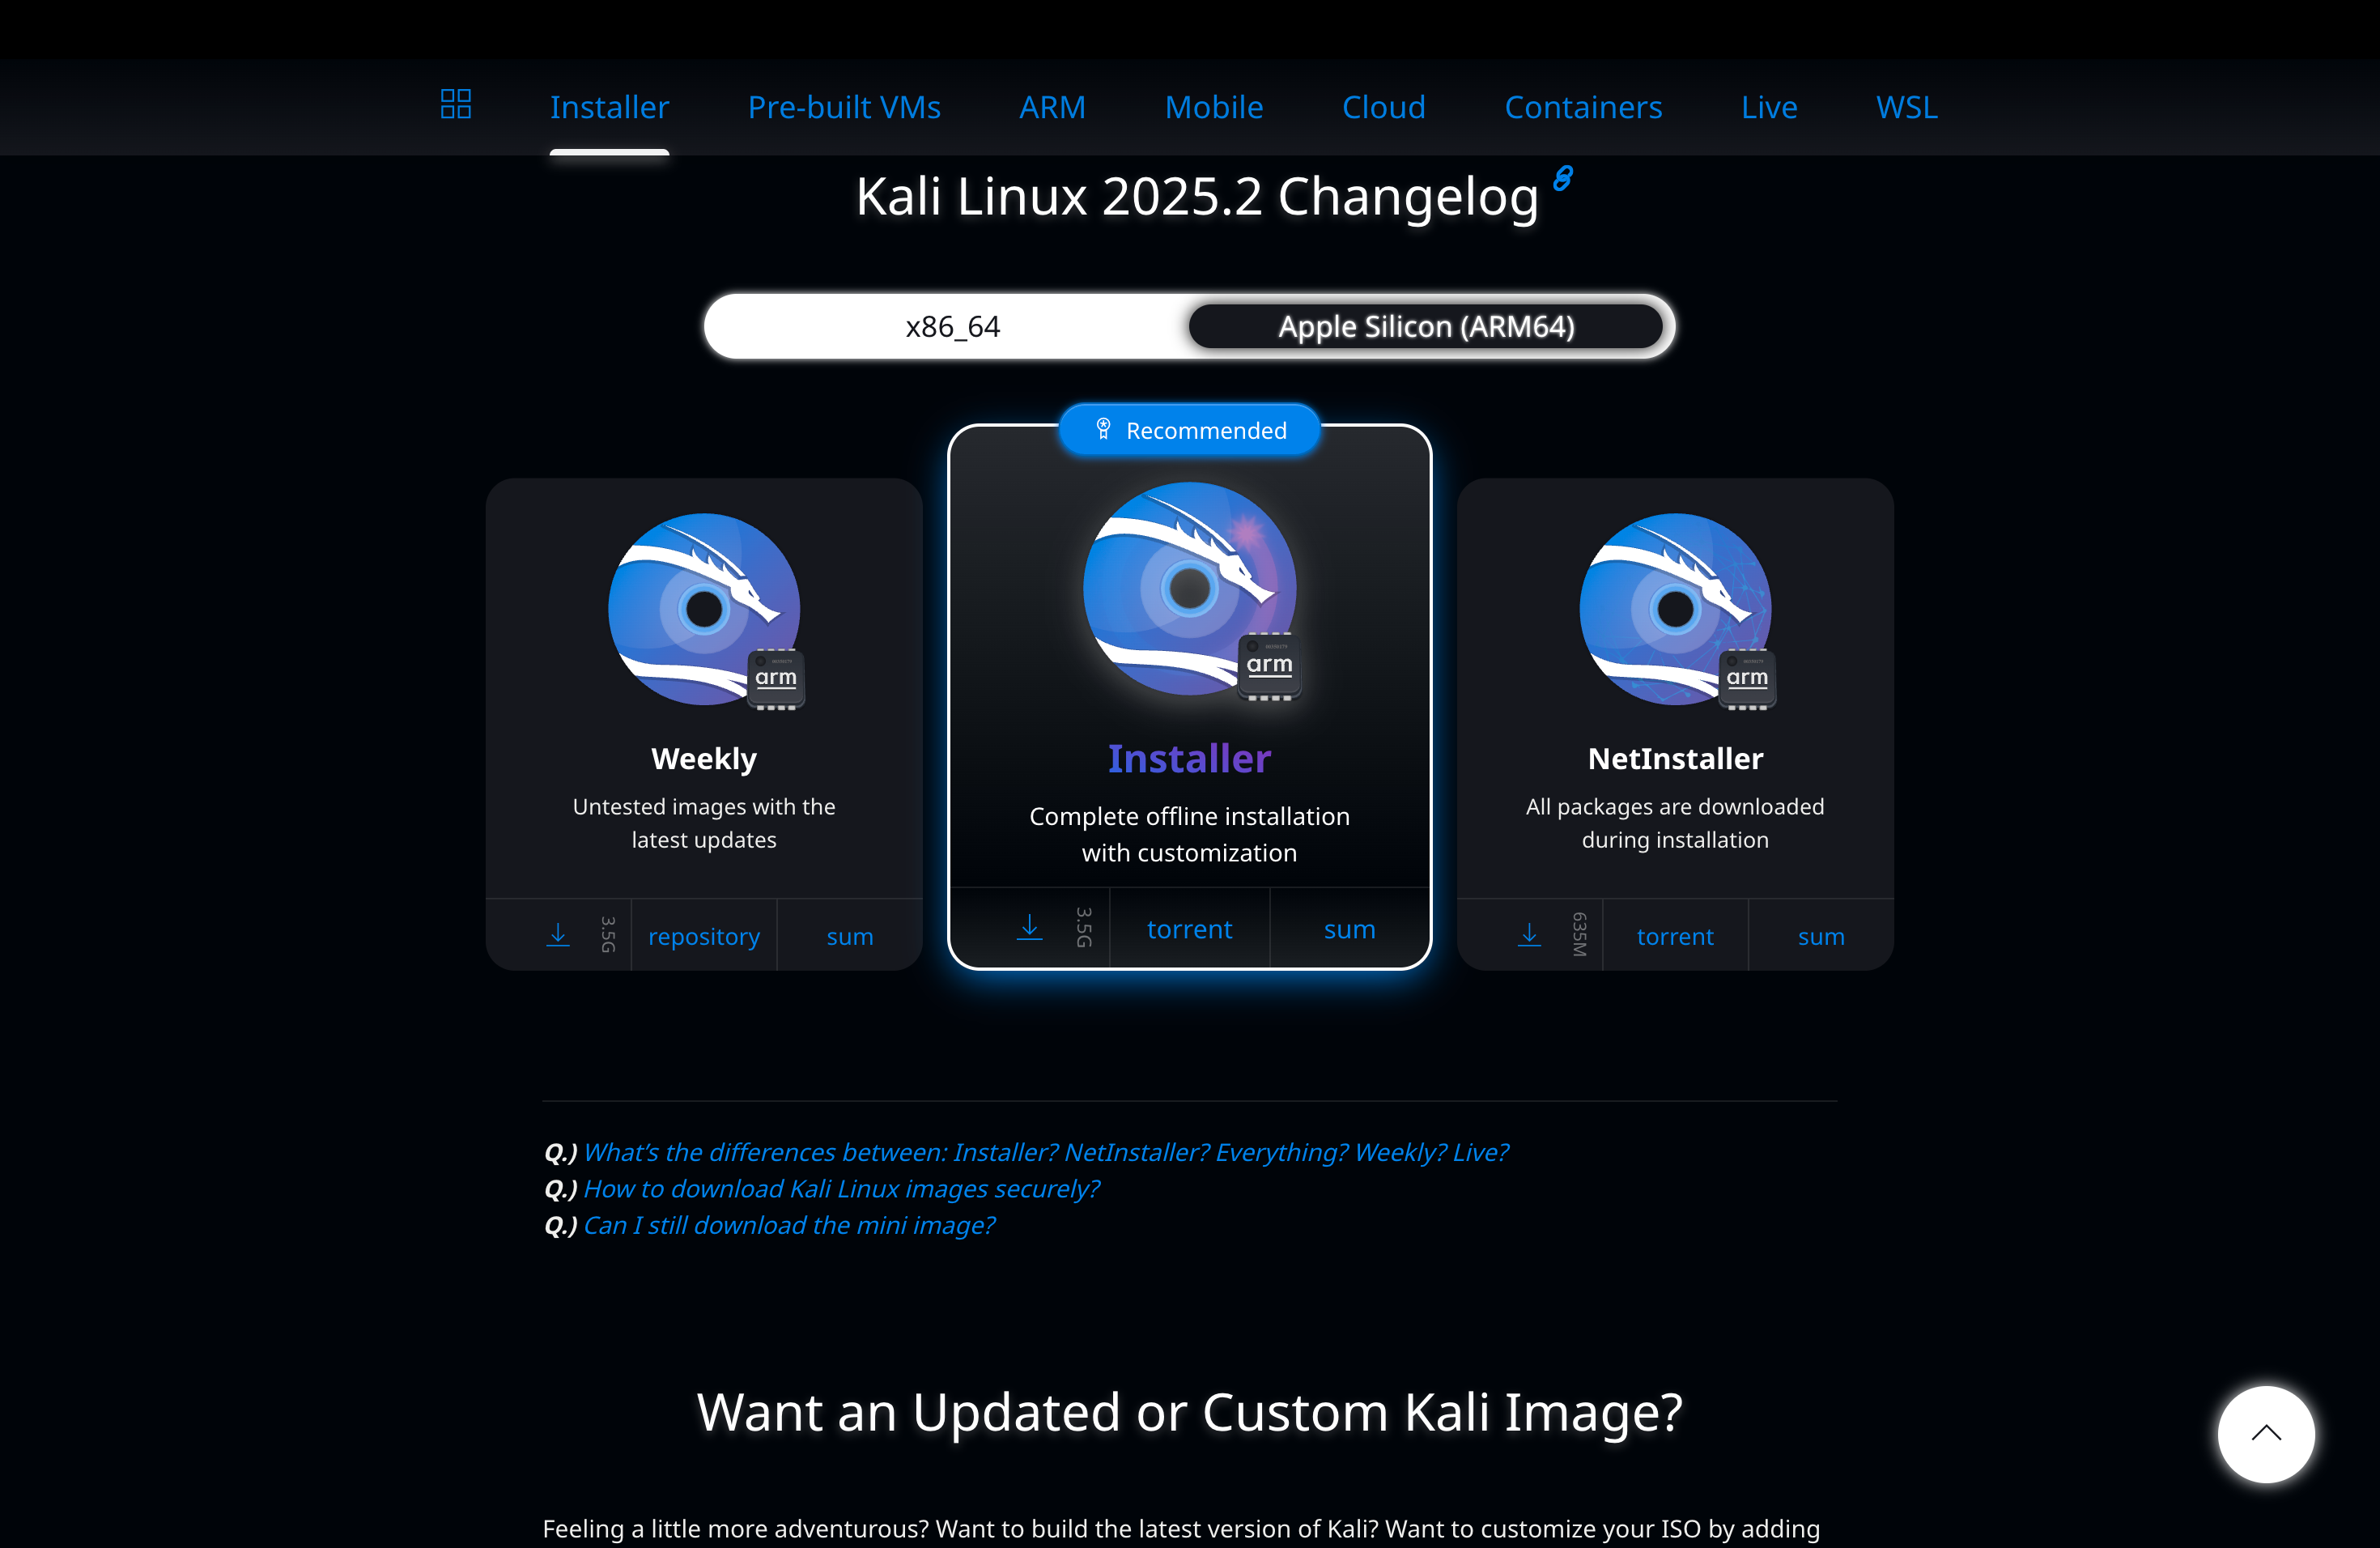 Installer
Pre-built VMs
ARM
Mobile
Cloud
Containers
Live
WSL
Kali Linux 2025.2 Changelog
x86_64
Apple Silicon (ARM64)
Recommended
arm
Weekly
Untested images with the
latest updates
3.5G
repository
sum
arm
Installer
Complete offline installation
with customization
3.5G
torrent
sum
arm
NetInstaller
All packages are downloaded
during installation
635M
torrent
sum
Q.) What's the differences between: Installer? NetInstaller? Everything? Weekly? Live?
Q.) How to download Kali Linux images securely?
Q.) Can I still download the mini image?
Want an Updated or Custom Kali Image?
Feeling a little more adventurous? Want to build the latest version of Kali? Want to customize your ISO by adding